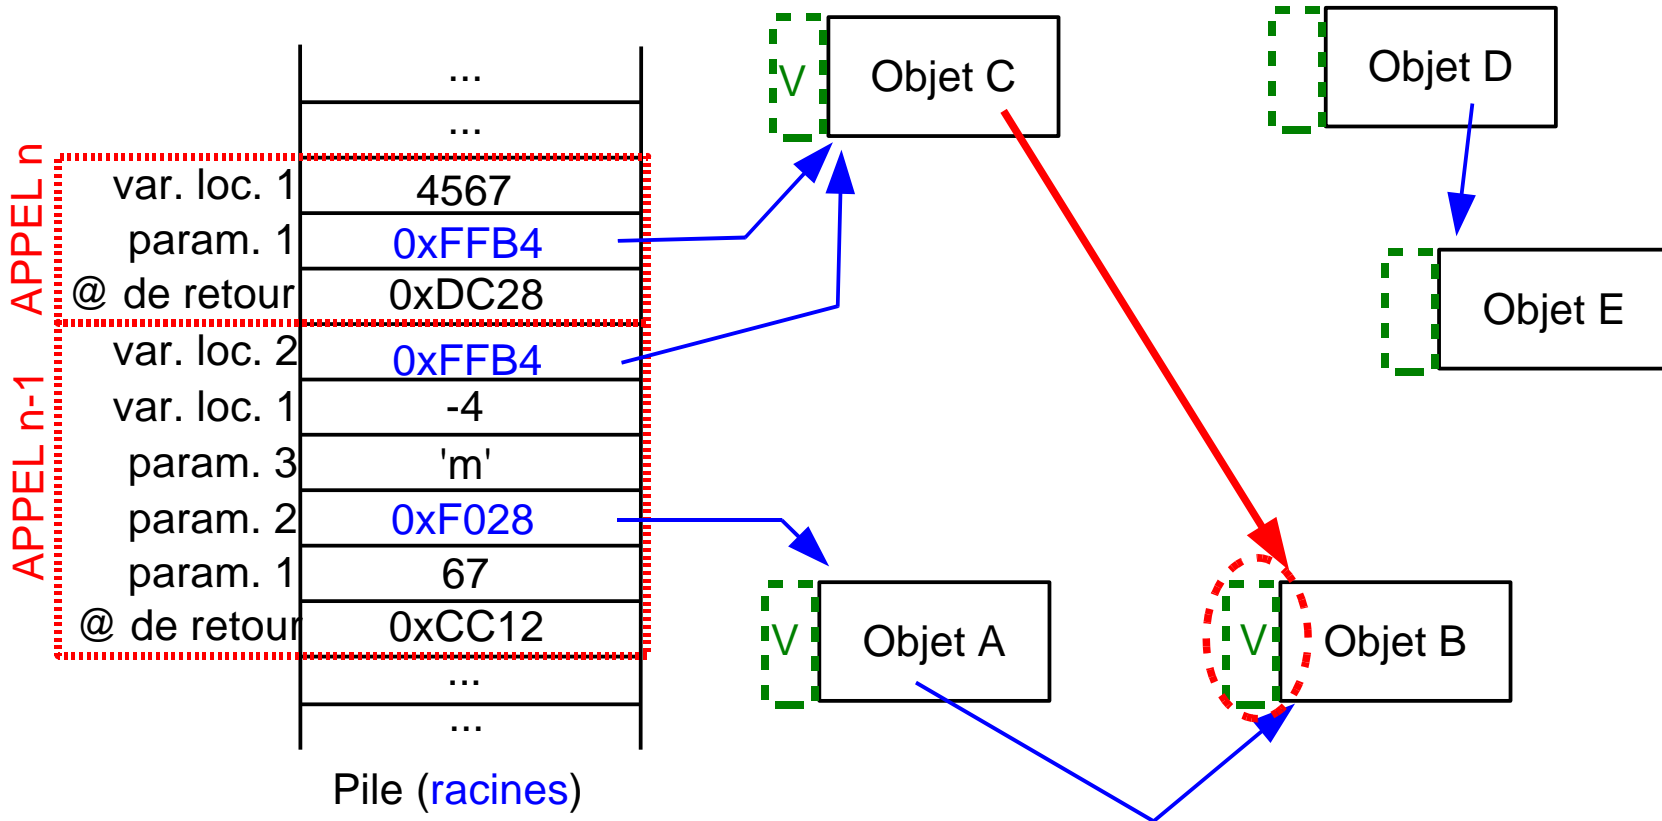 ...
...
APPEL n
var. loc. 1 4567
param. 1 0xFFB4
@ de retour 0xDC28
APPEL n-1
var. loc. 2 0xFFB4
var. loc. 1 -4
param. 3 'm'
param. 2 0xF028
param. 1 67
@ de retour 0xCC12
...
...
Pile (racines)
V Objet C
Objet D
Objet E
V Objet A
V Objet B